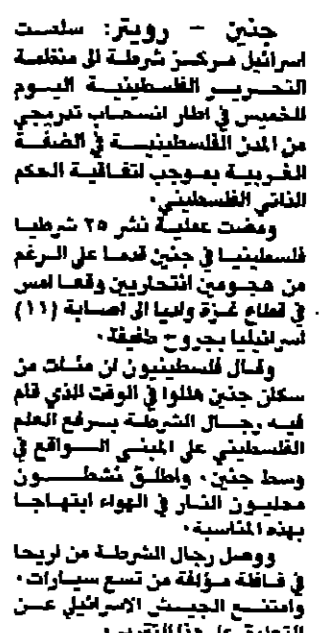 جنين - رويتر: سلمت
اسرائيل مركز شرطة الى منظمة
التحرير الفلسطينية اليوم
الخميس في اطار انسحاب تدريجي
من المدن الفلسطينية في الضفة
الغربية بموجب اتفاقية الحكم
الذاتي الفلسطيني.
ومضت عملية نشر ٢٥ شرطيا
فلسطينيا في جنين قدما على الرغم
من هجومين انتحاريين وقعا امس
في قطاع غزة واديا الى اصابة (١١)
اسرائيليا بجروح طفيفة.
وقال فلسطينيون ان مئات من
سكان جنين هللوا في الوقت الذي قام
فيه رجال الشرطة برفع العلم
الفلسطيني على المبنى الواقع في
وسط جنين. واطلق نشطون
محليون النار في الهواء ابتهاجا
بهذه المناسبة.
ووصل رجال الشرطة من اريحا
في قافلة مؤلفة من تسع سيارات.
وامتنع الجيش الاسرائيلي عن
التعليق على هذا التقرير.